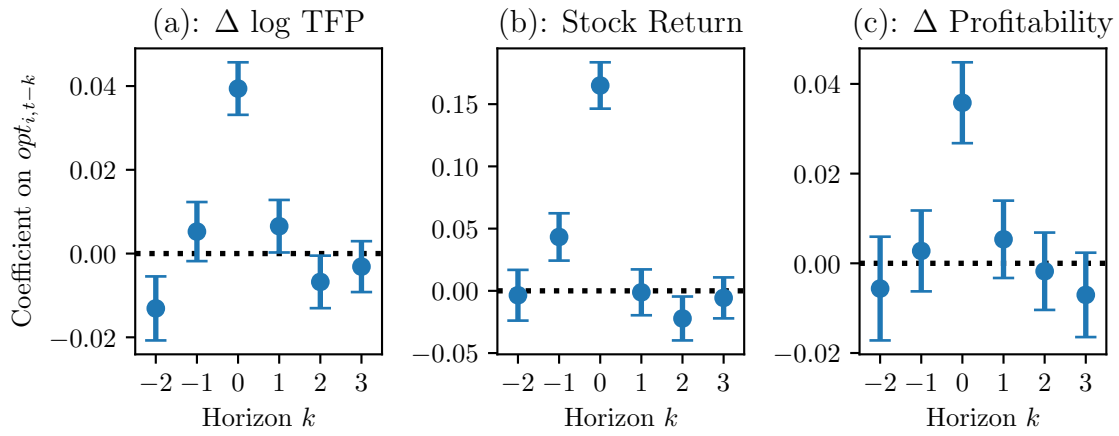 (a): Δ log TFP
(b): Stock Return
(c): Δ Profitability
Coefficient on opt_{i,t−k}
0.04
0.02
0.00
−0.02
−2 −1 0 1 2 3
Horizon k
0.15
0.10
0.05
0.00
−0.05
−2 −1 0 1 2 3
Horizon k
0.04
0.02
0.00
−0.02
−2 −1 0 1 2 3
Horizon k